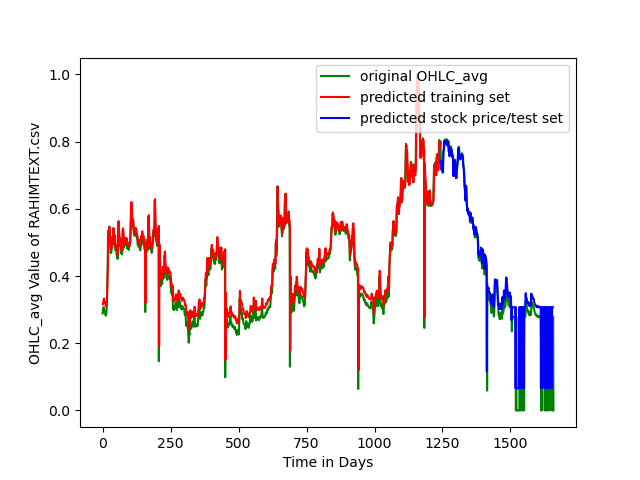 original OHLC_avg
predicted training set
predicted stock price/test set
OHLC_avg Value of RAHIMTEXT.csv
1.0
0.8
0.6
0.4
0.2
0.0
0 250 500 750 1000 1250 1500
Time in Days